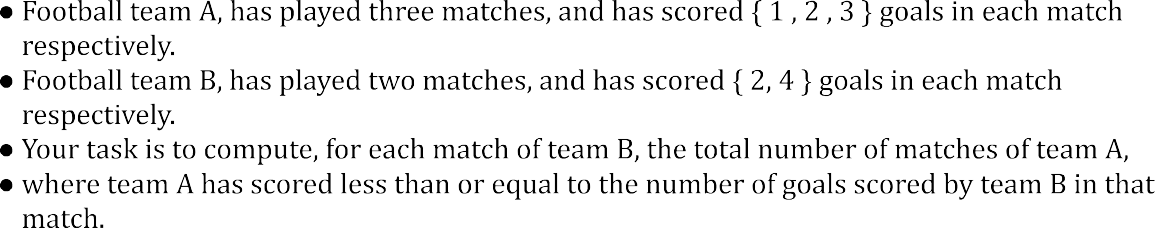 ● Football team A, has played three matches, and has scored { 1 , 2 , 3 } goals in each match
respectively.
● Football team B, has played two matches, and has scored { 2, 4 } goals in each match
respectively.
● Your task is to compute, for each match of team B, the total number of matches of team A,
● where team A has scored less than or equal to the number of goals scored by team B in that
match.